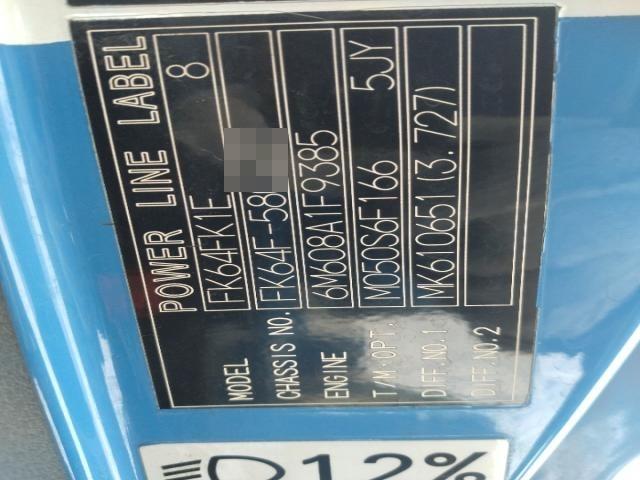 POWER LINE LABEL
MODEL FK64FK1E 8
CHASSIS NO. FK64F-58
ENGINE 6M608A1F9385
T/M·OPT. M050S6F166 5JY
DIFF.NO.1 MK610651(3.727)
DIFF.NO.2
12%